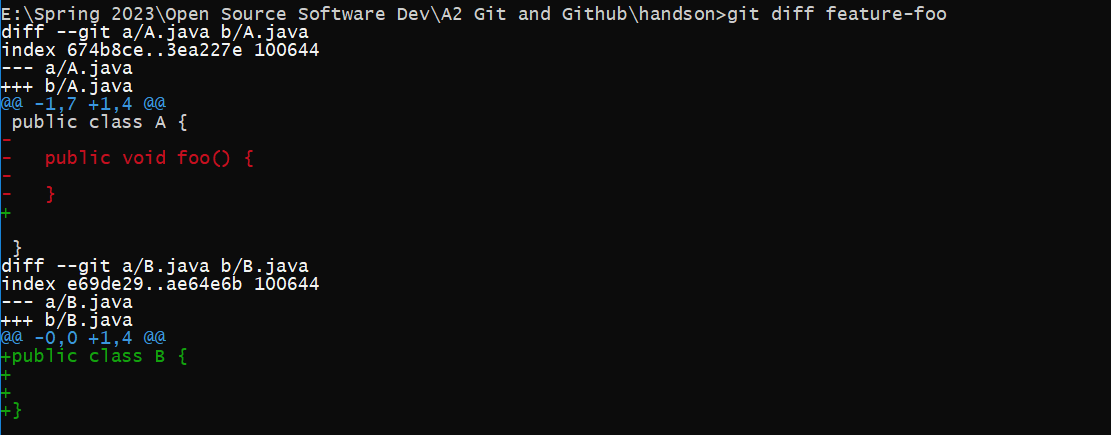 E:\Spring 2023\Open Source Software Dev\A2 Git and Github\handson>git diff feature-foo
diff --git a/A.java b/A.java
index 674b8ce..3ea227e 100644
--- a/A.java
+++ b/A.java
@@ -1,7 +1,4 @@
 public class A {
-
-   public void foo() {
-
-   }
+

 }
diff --git a/B.java b/B.java
index e69de29..ae64e6b 100644
--- a/B.java
+++ b/B.java
@@ -0,0 +1,4 @@
+public class B {
+
+
+}